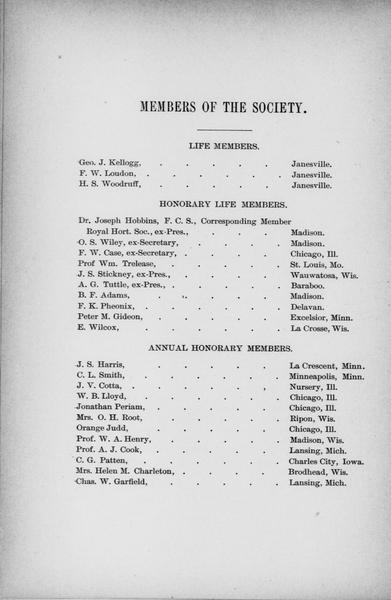 MEMBERS OF THE SOCIETY.
LIFE MEMBERS.
Geo. J. Kellogg, . . . . . Janesville.
F. W. Loudon, . . . . . . Janesville.
H. S. Woodruff, . . . . . Janesville.
HONORARY LIFE MEMBERS.
Dr. Joseph Hobbins, F. C. S., Corresponding Member
Royal Hort. Soc., ex-Pres., . . . Madison.
O. S. Wiley, ex-Secretary, . . . . Madison.
F. W. Case, ex-Secretary, . . . . . Chicago, Ill.
Prof Wm. Trelease, . . . . . St. Louis, Mo.
J. S. Stickney, ex-Pres., . . . . Wauwatosa, Wis.
A. G. Tuttle, ex-Pres., . . . . . Baraboo.
B. F. Adams, . . . . . . Madison.
F. K. Pheonix, . . . . . . Delavan.
Peter M. Gideon, . . . . . Excelsior, Minn.
E. Wilcox, . . . . . . La Crosse, Wis.
ANNUAL HONORARY MEMBERS.
J. S. Harris, . . . . . La Crescent, Minn.
C. L. Smith, . . . . . . Minneapolis, Minn.
J. V. Cotta, . . . . . . Nursery, Ill.
W. B. Lloyd, . . . . . . Chicago, Ill.
Jonathan Periam, . . . . . Chicago, Ill.
Mrs. O. H. Root, . . . . . Ripon, Wis.
Orange Judd, . . . . . . Chicago, Ill.
Prof. W. A. Henry, . . . . . Madison, Wis.
Prof. A. J. Cook, . . . . . . Lansing, Mich.
C. G. Patten, . . . . . . Charles City, Iowa.
Mrs. Helen M. Charleton, . . . . . Brodhead, Wis.
Chas. W. Garfield, . . . . . Lansing, Mich.